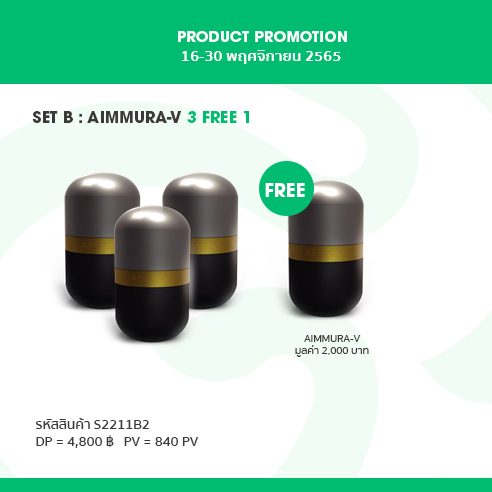 PRODUCT PROMOTION
16-30 พฤศจิกายน 2565
SET B : AIMMURA-V 3 FREE 1
FREE
AIMMURA-V
มูลค่า 2,000 บาท
รหัสสินค้า S2211B2
DP = 4,800 ฿ PV = 840 PV